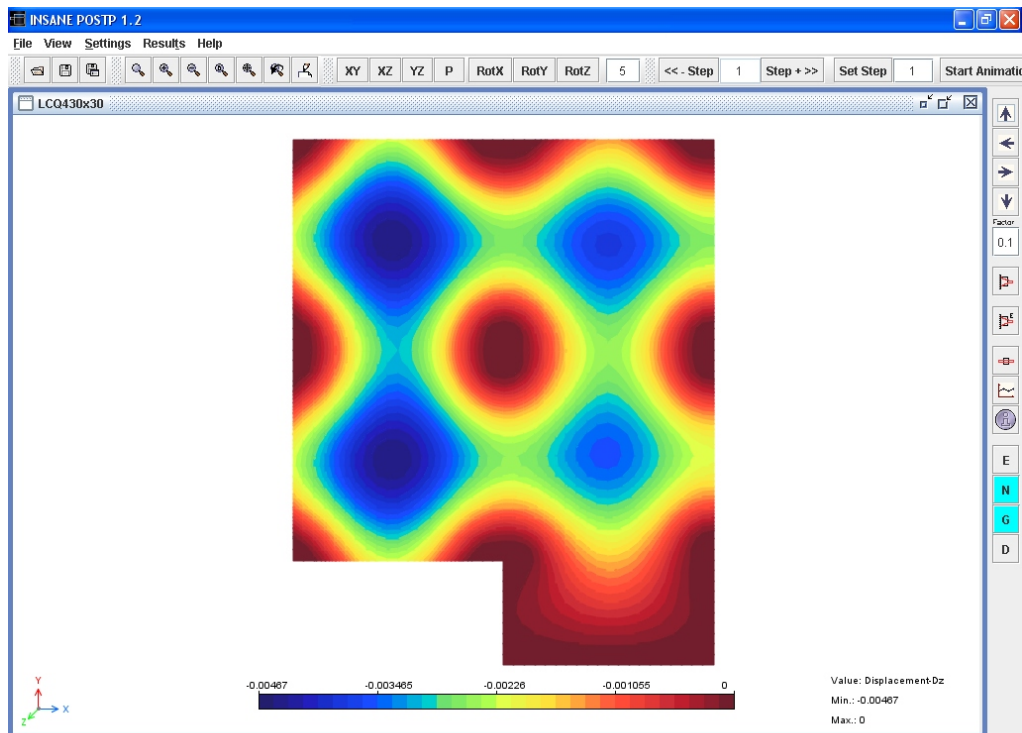 INSANE POSTP 1.2
File View Settings Results Help
XY XZ YZ P RotX RotY RotZ 5 << - Step 1 Step + >> Set Step 1 Start Animatic
LCQ430x30
Factor
0.1
E
E
N
G
D
-0.00467 -0.003465 -0.00226 -0.001055 0
Value: Displacement-Dz
Min.: -0.00467
Max.: 0
Y
X
Z